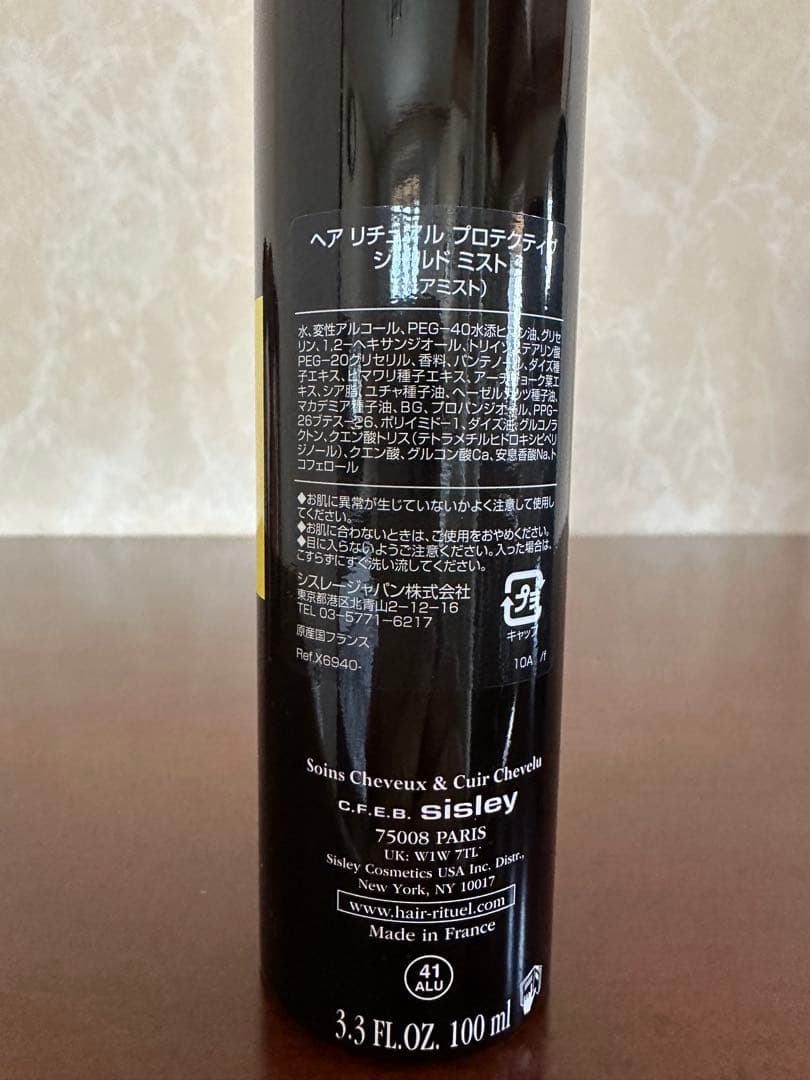 ヘア リチュアル プロテクティブ
シールド ミスト
アミスト)
水、変性アルコール、PEG-40水添ヒマシ油、グリセ
リン、1,2-ヘキサンジオール、トリイソステアリン酸
PEG-20グリセリル、香料、パンテノール、ダイズ種
子エキス、ヒマワリ種子エキス、アーチチョーク葉エ
キス、シア脂、ユチャ種子油、ヘーゼルナッツ種子油、
マカデミア種子油、BG、プロパンジオール、PPG-
26ブテス-26、ポリイミド-1、ダイズ油、グルコノラ
クトン、クエン酸トリス(テトラメチルヒドロキシピペリ
ジノール)、クエン酸、グルコン酸Ca、安息香酸Na、ト
コフェロール
◆お肌に異常が生じていないかよく注意して使用し
てください。
◆お肌に合わないときは、ご使用をおやめください。
◆目に入らないようご注意ください。入った場合は、
こすらずにすぐ洗い流してください。
シスレージャパン株式会社
東京都港区北青山2-12-16
TEL 03-5771-6217
プラ
キャップ
原産国フランス
Ref.X6940-
10A /f
Soins Cheveux & Cuir Chevelu
C.F.E.B. sisley
75008 PARIS
UK: W1W 7TL
Sisley Cosmetics USA Inc. Distr.,
New York, NY 10017
www.hair-rituel.com
Made in France
41
ALU
3.3 FL.OZ. 100 ml